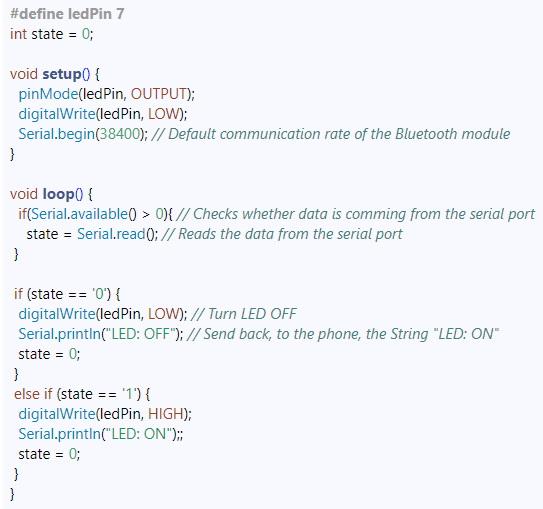 #define ledPin 7
int state = 0;
void setup() {
pinMode(ledPin, OUTPUT);
digitalWrite(ledPin, LOW);
Serial.begin(38400); // Default communication rate of the Bluetooth module
}
void loop() {
if(Serial.available() > 0){ // Checks whether data is comming from the serial port
state = Serial.read(); // Reads the data from the serial port
}
if (state == '0') {
digitalWrite(ledPin, LOW); // Turn LED OFF
Serial.println("LED: OFF"); // Send back, to the phone, the String "LED: ON"
state = 0;
}
else if (state == '1') {
digitalWrite(ledPin, HIGH);
Serial.println("LED: ON");;
state = 0;
}
}